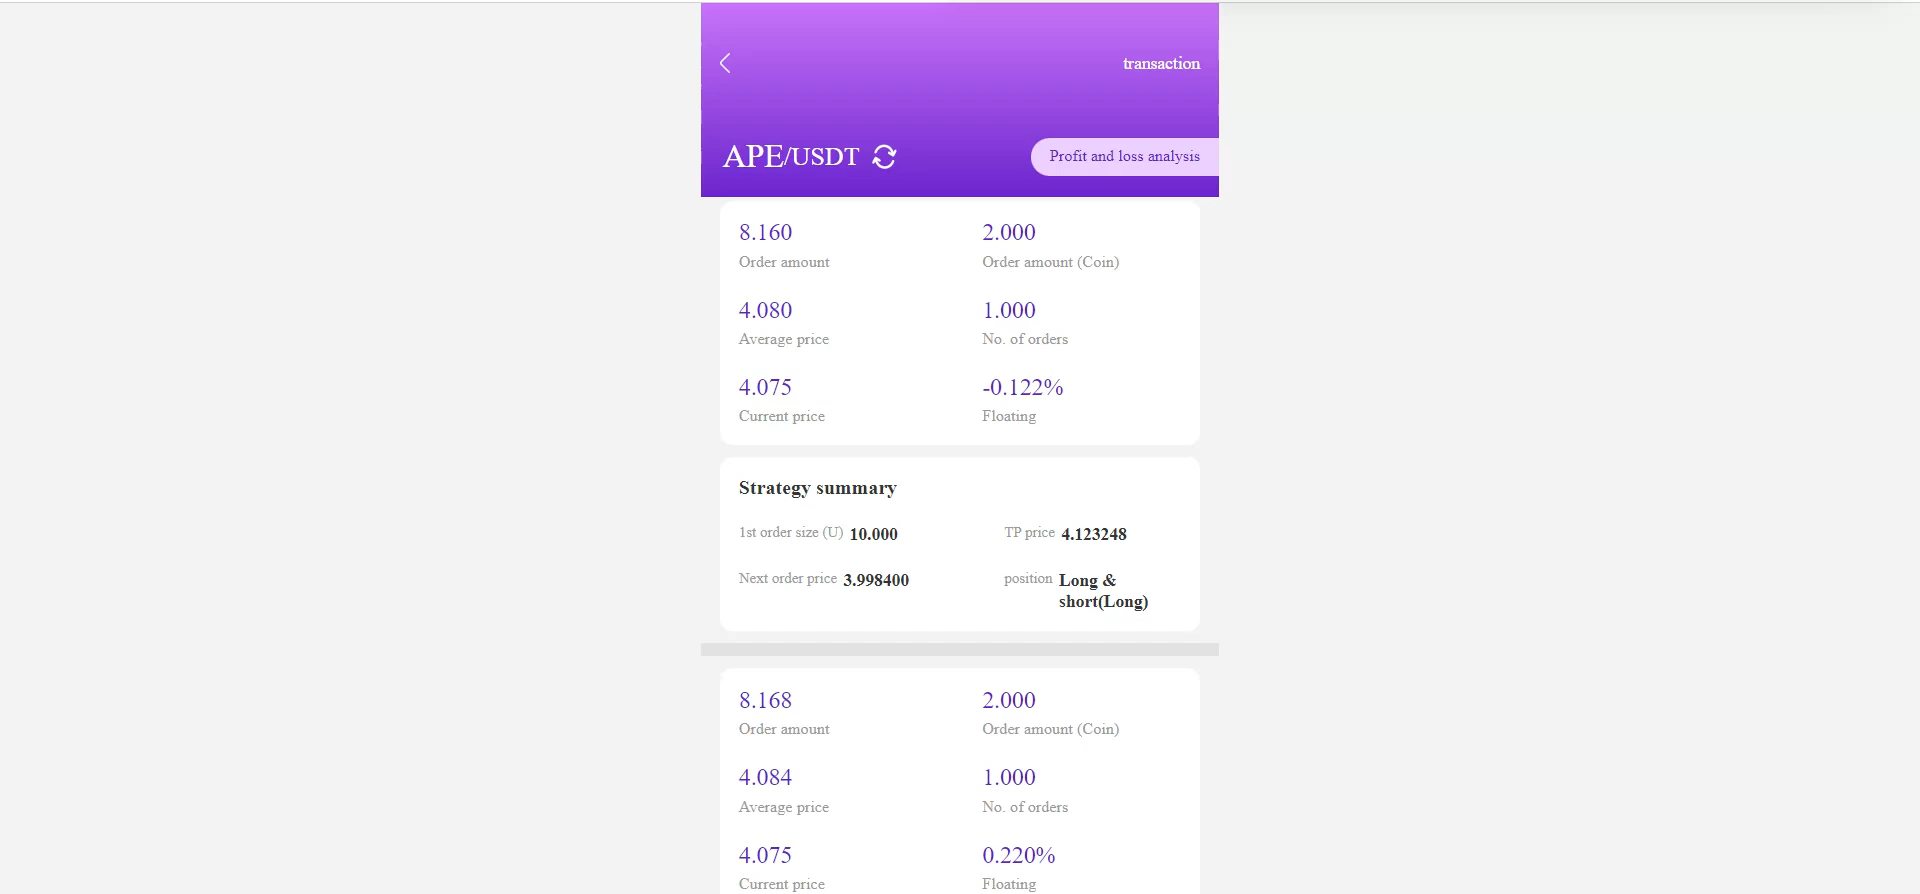 transaction
APE/USDT
Profit and loss analysis
8.160 2.000
Order amount Order amount (Coin)
4.080 1.000
Average price No. of orders
4.075 -0.122%
Current price Floating
Strategy summary
1st order size (U) 10.000 TP price 4.123248
Next order price 3.998400 position Long &
short(Long)
8.168 2.000
Order amount Order amount (Coin)
4.084 1.000
Average price No. of orders
4.075 0.220%
Current price Floating